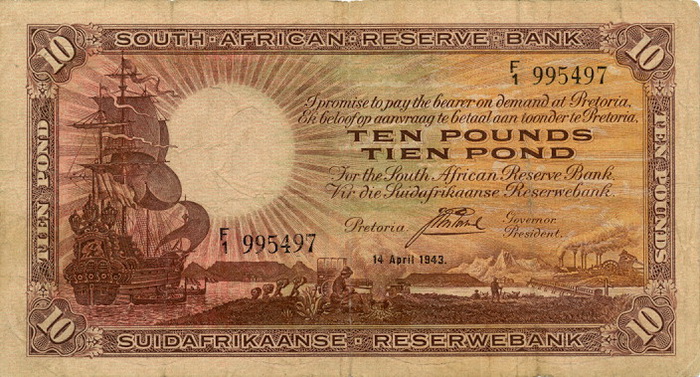 10 SOUTH AFRICAN RESERVE BANK 10
F/1 995497
I promise to pay the bearer on demand at Pretoria.
Ek beloof op aanvraag te betaal aan toonder te Pretoria.
TEN POUNDS
TIEN POND
For the South African Reserve Bank.
Vir die Suidafrikaanse Reserwebank.
Pretoria. Governor.
President.
F/1 995497
14 April 1943.
TIEN POND
TEN POUNDS
10 SUIDAFRIKAANSE RESERWEBANK 10